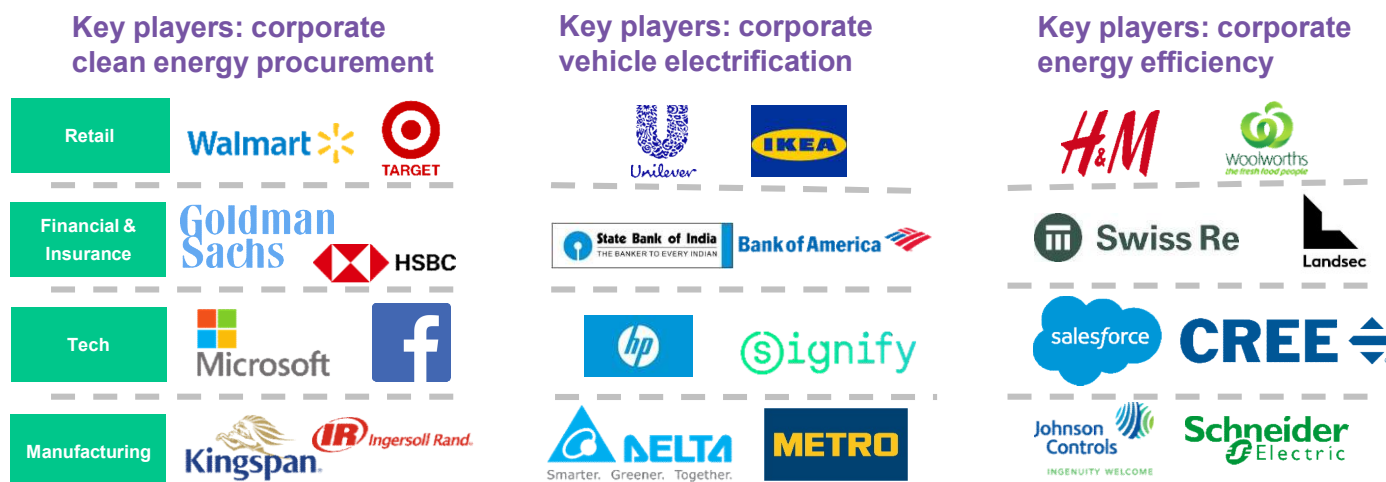 Key players: corporate
clean energy procurement
Key players: corporate
vehicle electrification
Key players: corporate
energy efficiency
Retail
Walmart
TARGET
Unilever
IKEA
H&M
Woolworths
the fresh food people
Financial &
Insurance
Goldman
Sachs
HSBC
State Bank of India
THE BANKER TO EVERY INDIAN
Bank of America
Swiss Re
Landsec
Tech
Microsoft
f
hp
signify
salesforce
CREE
Manufacturing
Kingspan.
IR Ingersoll Rand.
DELTA
Smarter. Greener. Together.
METRO
Johnson
Controls
INGENUITY WELCOME
Schneider
Electric